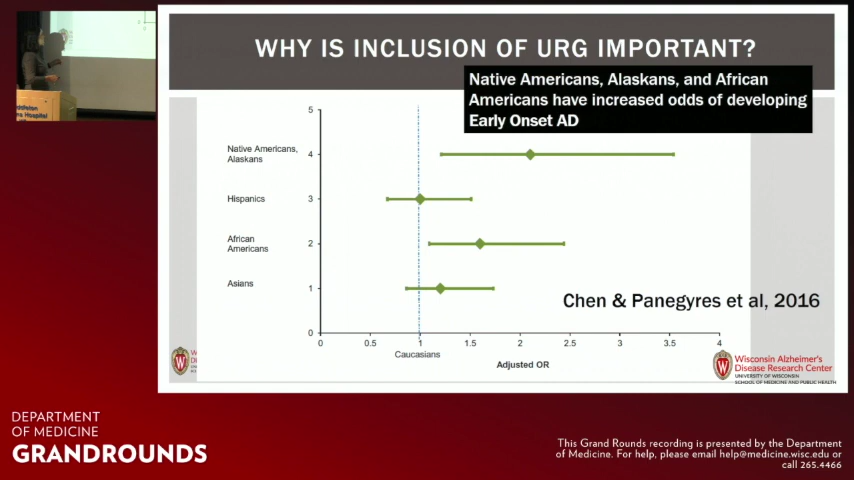 WHY IS INCLUSION OF URG IMPORTANT?
Native Americans, Alaskans, and African
Americans have increased odds of developing
Early Onset AD
5
Native Americans,
Alaskans
4
Hispanics
3
African
Americans
2
Asians
1
Chen & Panegyres et al, 2016
0
0
0.5
1
1.5
2
2.5
3
3.5
4
Caucasians
Adjusted OR
Wisconsin Alzheimer's
Disease Research Center
UNIVERSITY OF WISCONSIN
SCHOOL OF MEDICINE AND PUBLIC HEALTH
DEPARTMENT
OF MEDICINE
GRANDROUNDS
This Grand Rounds recording is presented by the Department
of Medicine. For help, please email help@medicine.wisc.edu or
call 265.4466